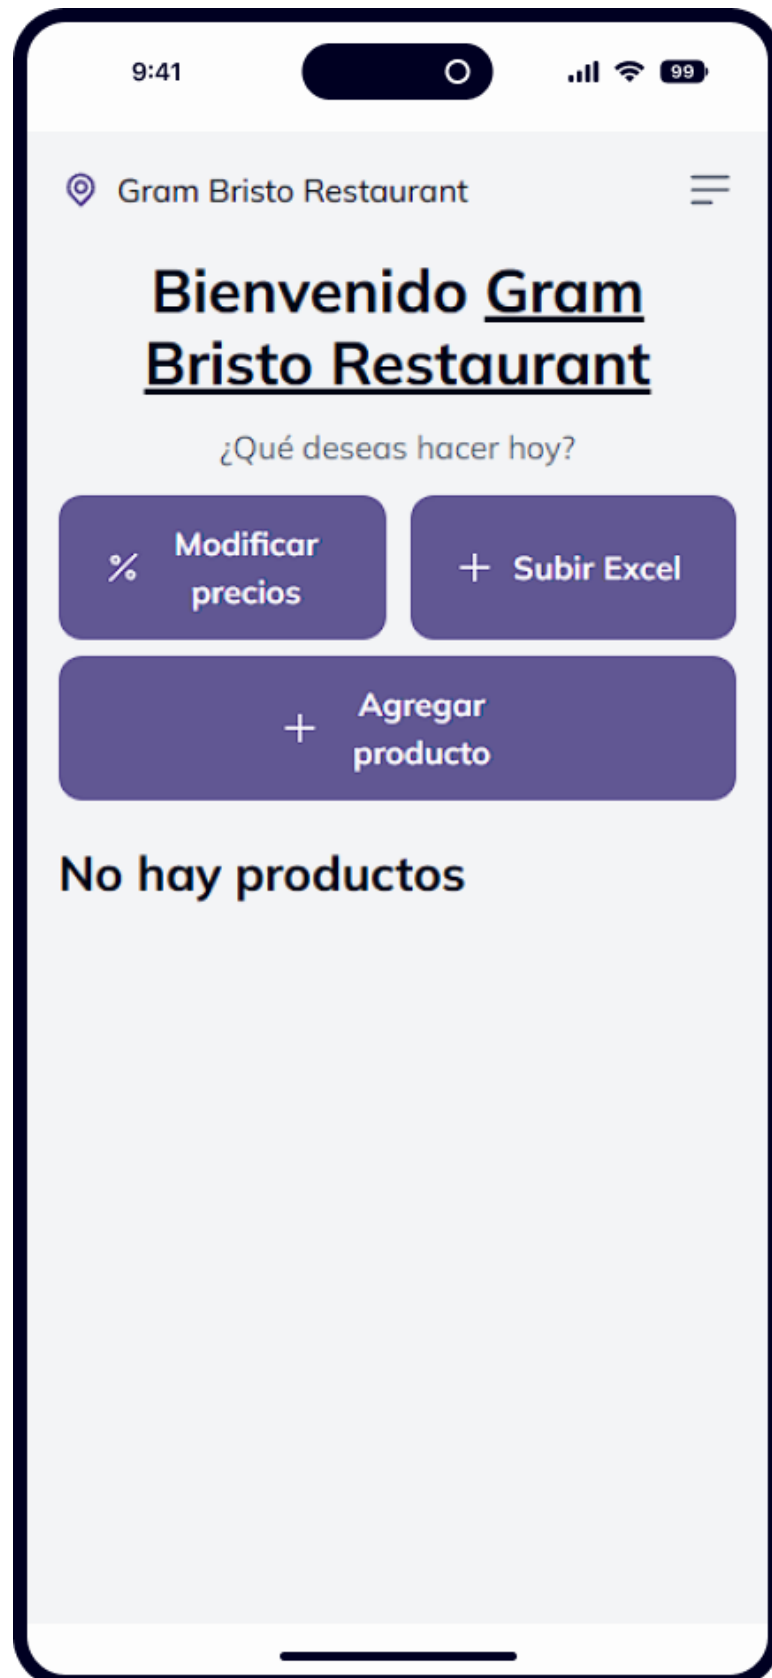 9:41
99
Gram Bristo Restaurant
Bienvenido Gram
Bristo Restaurant
¿Qué deseas hacer hoy?
% Modificar
precios
+ Subir Excel
+ Agregar
producto
No hay productos